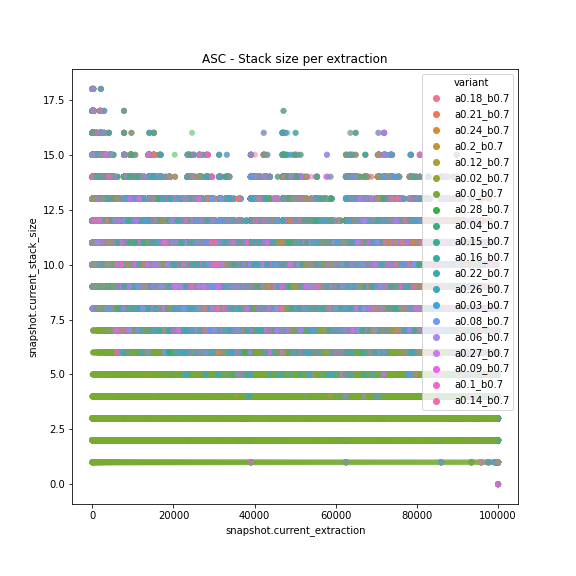 ASC - Stack size per extraction
snapshot.current_stack_size
17.5
15.0
12.5
10.0
7.5
5.0
2.5
0.0
0
20000
40000
60000
80000
100000
snapshot.current_extraction
variant
a0.18_b0.7
a0.21_b0.7
a0.24_b0.7
a0.2_b0.7
a0.12_b0.7
a0.02_b0.7
a0.0_b0.7
a0.28_b0.7
a0.04_b0.7
a0.15_b0.7
a0.16_b0.7
a0.22_b0.7
a0.26_b0.7
a0.03_b0.7
a0.08_b0.7
a0.06_b0.7
a0.27_b0.7
a0.09_b0.7
a0.1_b0.7
a0.14_b0.7